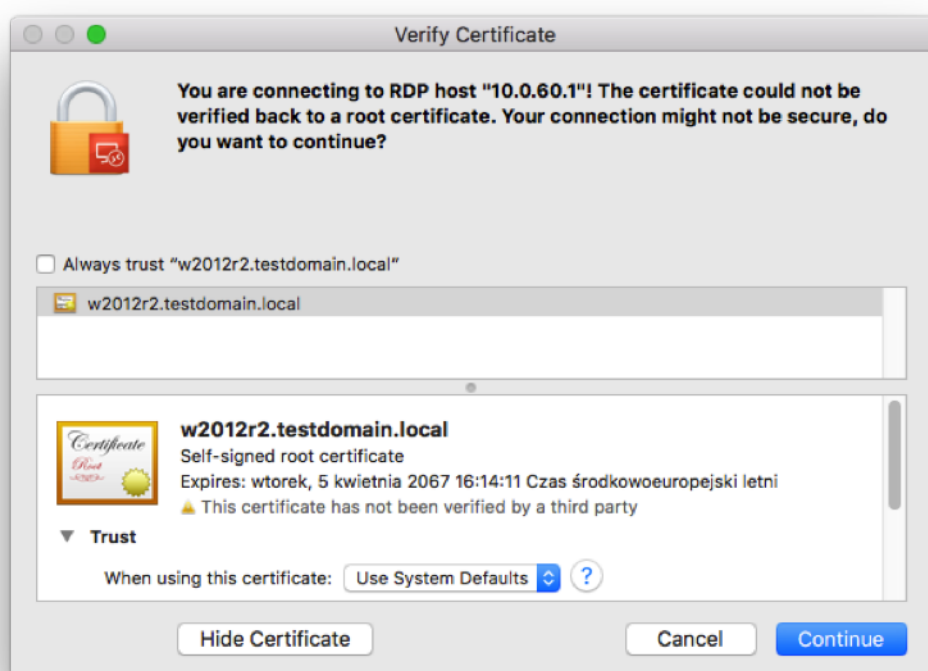 Verify Certificate
You are connecting to RDP host "10.0.60.1"! The certificate could not be
verified back to a root certificate. Your connection might not be secure, do
you want to continue?
Always trust “w2012r2.testdomain.local“
w2012r2.testdomain.local
Certificate
Root
w2012r2.testdomain.local
Self-signed root certificate
Expires: wtorek, 5 kwietnia 2067 16:14:11 Czas środkowoeuropejski letni
This certificate has not been verified by a third party
Trust
When using this certificate: Use System Defaults ?
Hide Certificate Cancel Continue